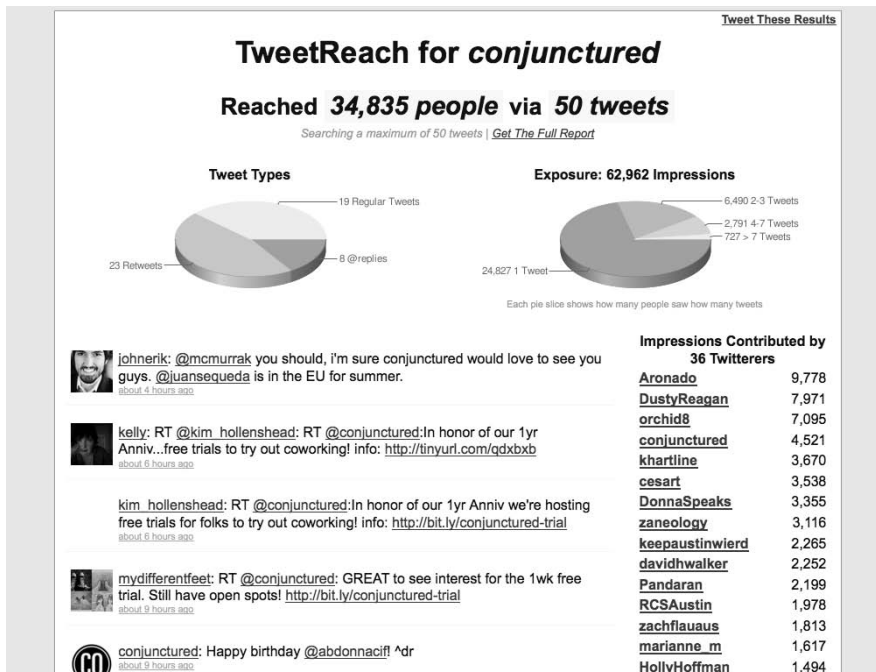 Tweet These Results
TweetReach for conjunctured
Reached 34,835 people via 50 tweets
Searching a maximum of 50 tweets | Get The Full Report
Tweet Types
19 Regular Tweets
8 @replies
23 Retweets
Exposure: 62,962 Impressions
6,490 2-3 Tweets
2,791 4-7 Tweets
727 > 7 Tweets
24,827 1 Tweet
Each pie slice shows how many people saw how many tweets
johnerik: @mcmurrak you should, i'm sure conjunctured would love to see you
guys. @juansequeda is in the EU for summer.
about 4 hours ago
kelly: RT @kim_hollenshead: RT @conjunctured:In honor of our 1yr
Anniv...free trials to try out coworking! info: http://tinyurl.com/qdxbxb
about 6 hours ago
kim_hollenshead: RT @conjunctured:In honor of our 1yr Anniv we're hosting
free trials for folks to try out coworking! info: http://bit.ly/conjunctured-trial
about 6 hours ago
mydifferentfeet: RT @conjunctured: GREAT to see interest for the 1wk free
trial. Still have open spots! http://bit.ly/conjunctured-trial
about 9 hours ago
CO
conjunctured: Happy birthday @abdonnacif! ^dr
about 9 hours ago
Impressions Contributed by
36 Twitterers
Aronado 9,778
DustyReagan 7,971
orchid8 7,095
conjunctured 4,521
khartline 3,670
cesart 3,538
DonnaSpeaks 3,355
zaneology 3,116
keepaustinwierd 2,265
davidhwalker 2,252
Pandaran 2,199
RCSAustin 1,978
zachflauaus 1,813
marianne_m 1,617
HollyHoffman 1,494